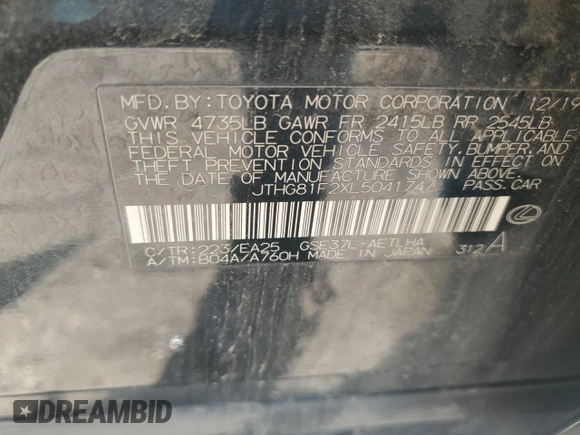 MFD. BY: TOYOTA MOTOR CORPORATION 12/19
GVWR 4735LB GAWR FR 2415LB RR 2545LB
THIS VEHICLE CONFORMS TO ALL APPLICABLE
FEDERAL MOTOR VEHICLE SAFETY, BUMPER, AND
THEFT PREVENTION STANDARDS IN EFFECT ON
THE DATE OF MANUFACTURE SHOWN ABOVE.
JTHG81F2XL5041747 PASS. CAR
C/TR: 223/EA25 GSE37L-AETLHA
A/TM: B04A/A760H MADE IN JAPAN 312A
DREAMBID